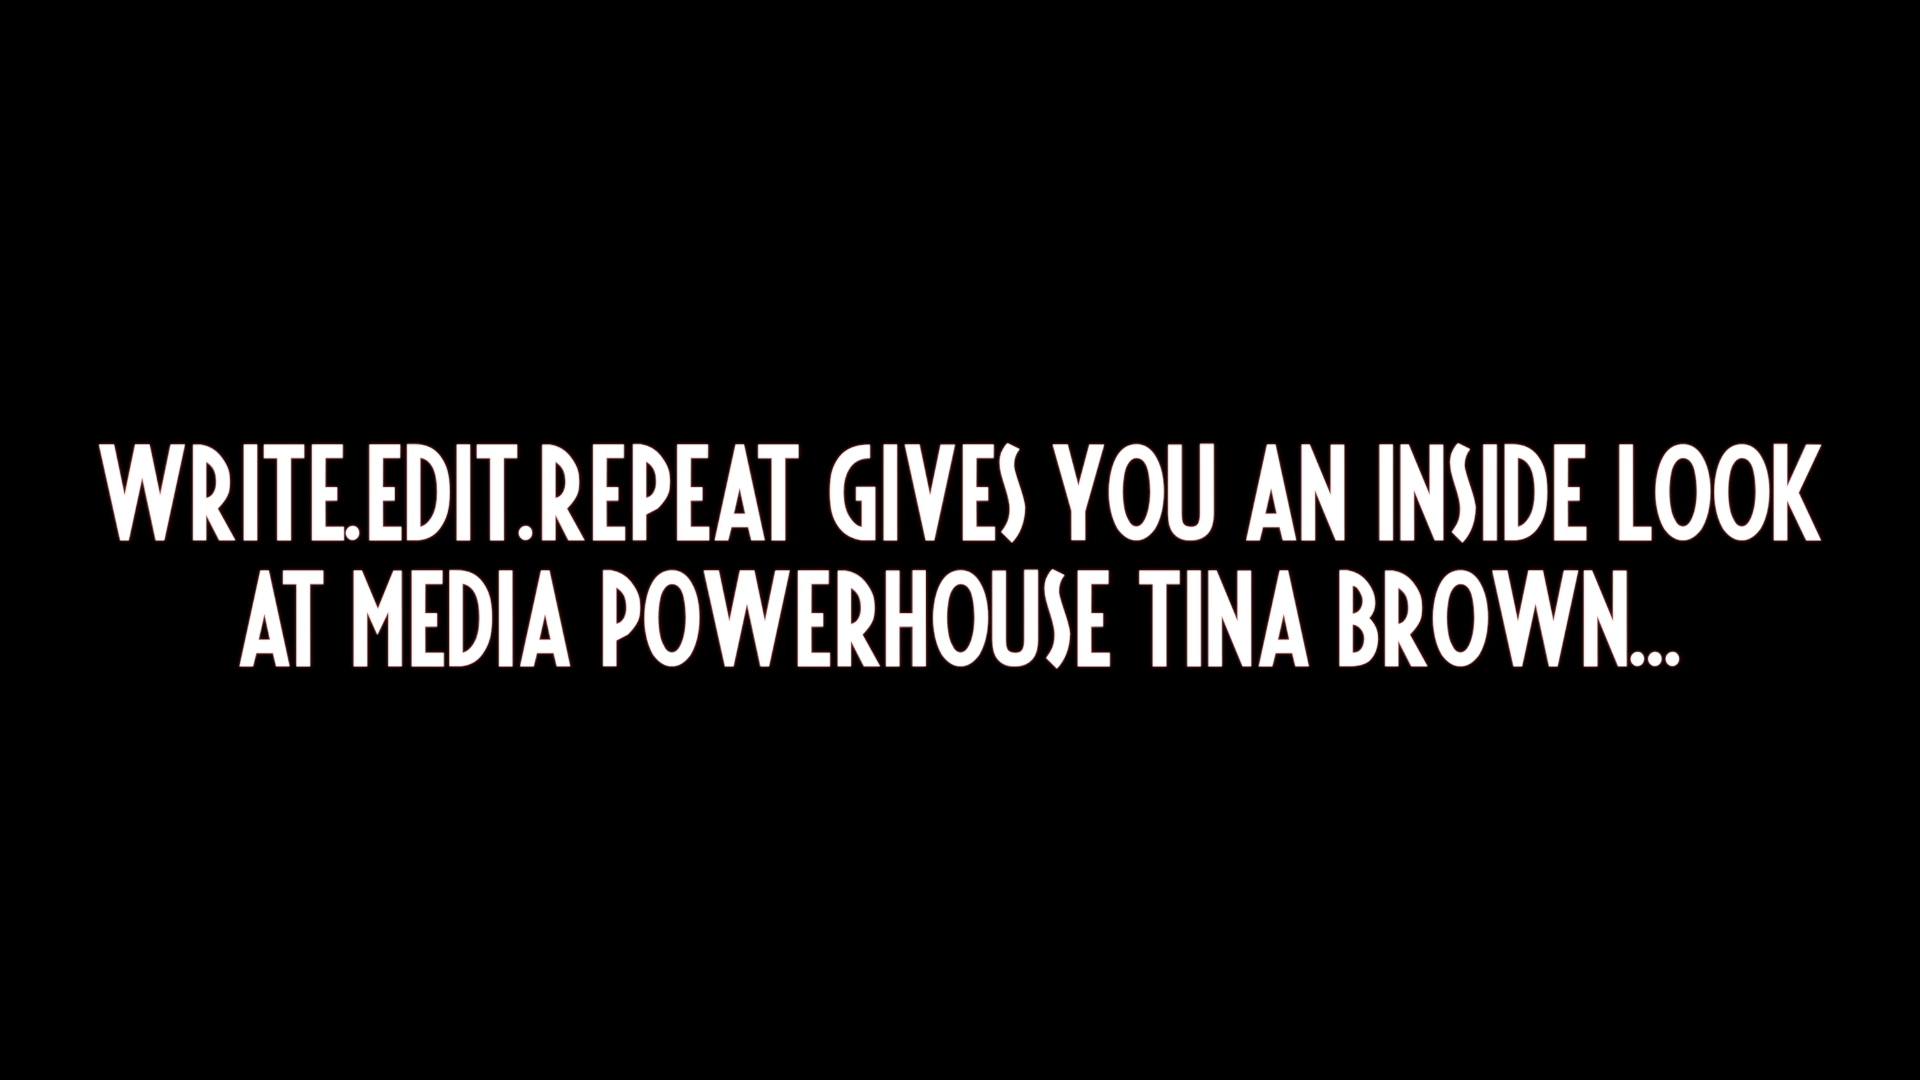 WRITE.EDIT.REPEAT GIVES YOU AN INSIDE LOOK
AT MEDIA POWERHOUSE TINA BROWN...